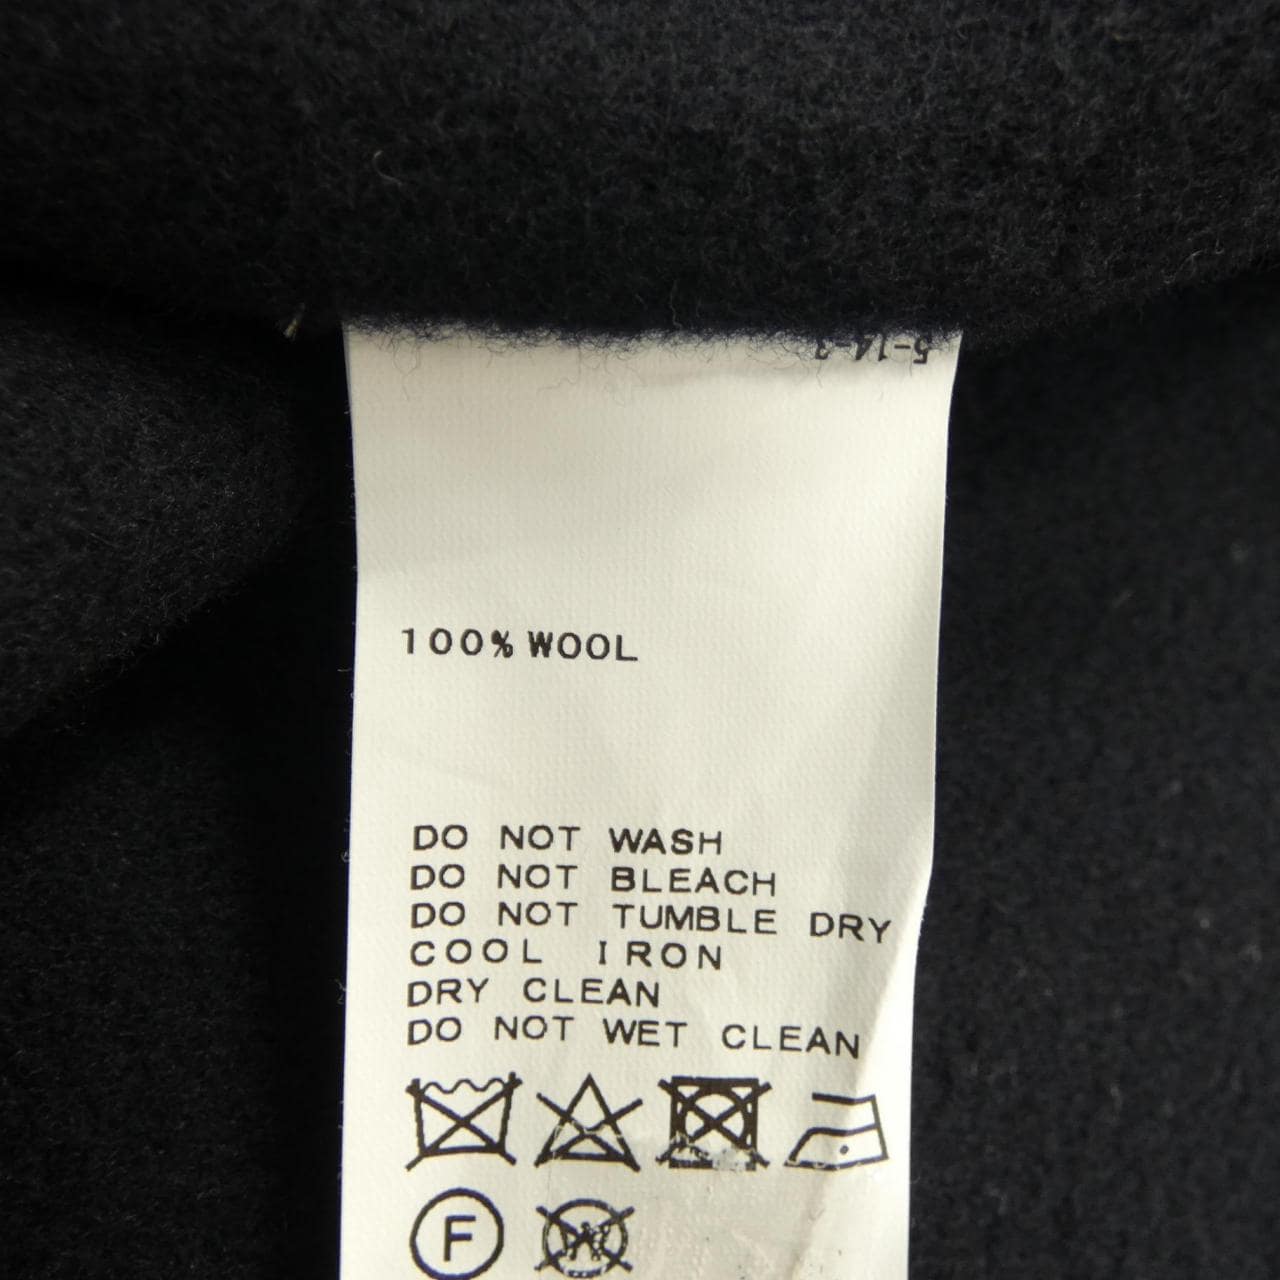 5-14-3
100% WOOL
DO NOT WASH
DO NOT BLEACH
DO NOT TUMBLE DRY
COOL IRON
DRY CLEAN
DO NOT WET CLEAN
F
W